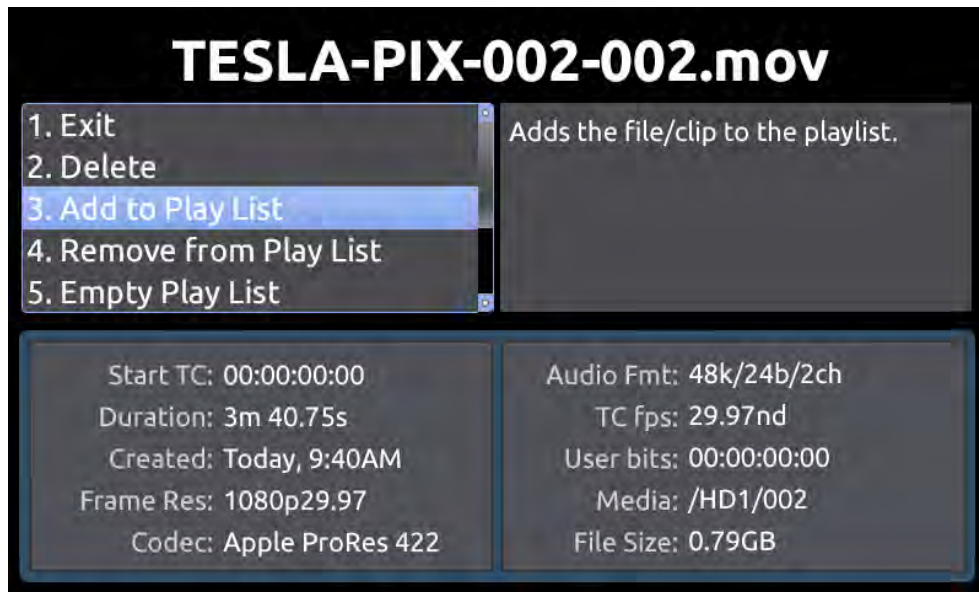 TESLA-PIX-002-002.mov
1. Exit
2. Delete
3. Add to Play List
4. Remove from Play List
5. Empty Play List
Adds the file/clip to the playlist.
Start TC: 00:00:00:00
Duration: 3m 40.75s
Created: Today, 9:40AM
Frame Res: 1080p29.97
Codec: Apple ProRes 422
Audio Fmt: 48k/24b/2ch
TC fps: 29.97nd
User bits: 00:00:00:00
Media: /HD1/002
File Size: 0.79GB